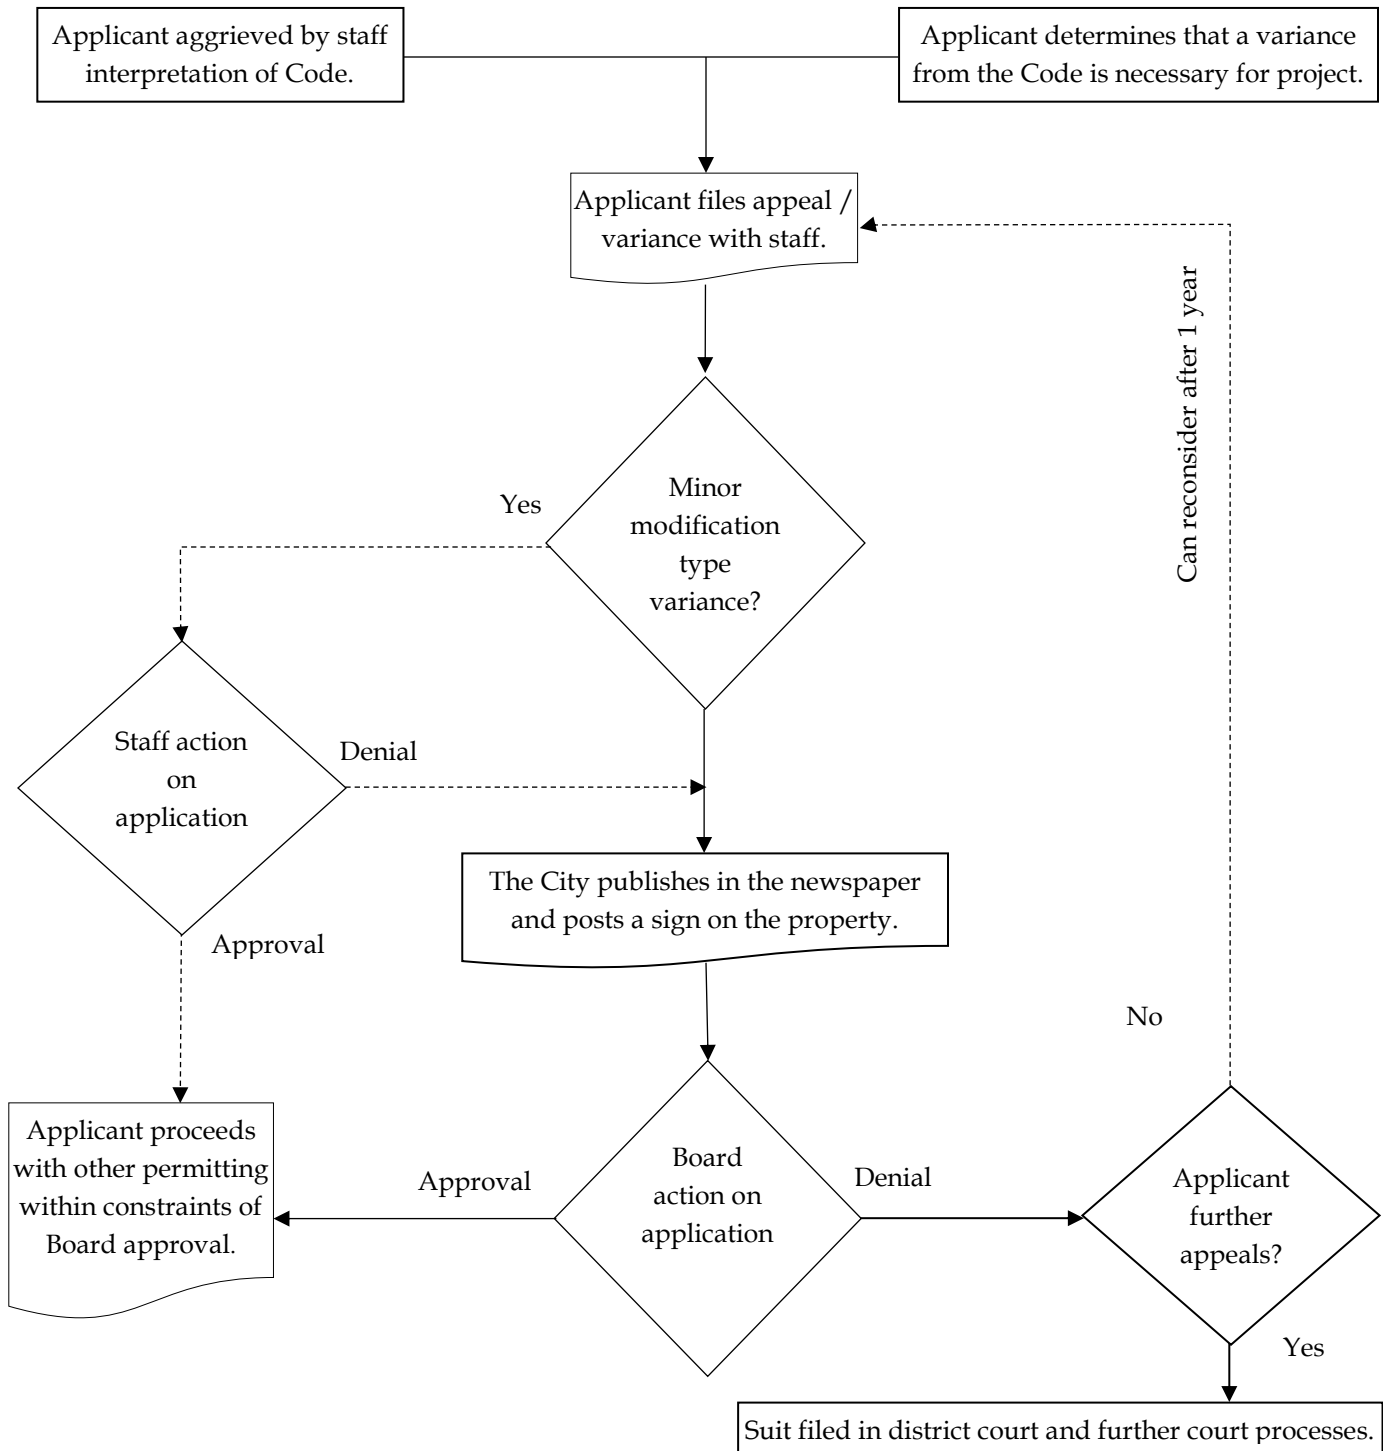 Applicant aggrieved by staff
interpretation of Code.
Applicant determines that a variance
from the Code is necessary for project.
Applicant files appeal /
variance with staff.
Can reconsider after 1 year
Yes
Minor
modification
type
variance?
Staff action
on
application
Denial
The City publishes in the newspaper
and posts a sign on the property.
Approval
No
Applicant proceeds
with other permitting
within constraints of
Board approval.
Approval
Board
action on
application
Denial
Applicant
further
appeals?
Yes
Suit filed in district court and further court processes.